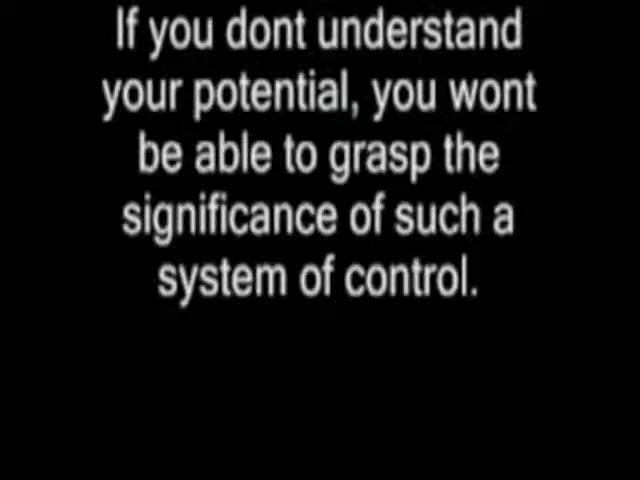 If you dont understand
your potential, you wont
be able to grasp the
significance of such a
system of control.